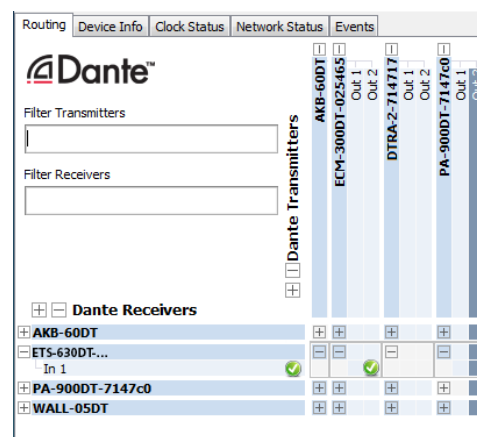 Routing Device Info Clock Status Network Status Events
Dante™
Filter Transmitters
Filter Receivers
Dante Transmitters
AKB-60DT
ECM-300DT-025465
Out 1
Out 2
DTRA-2-714717
Out 1
Out 2
PA-900DT-7147c0
Out 1
Out 2
Dante Receivers
AKB-60DT
ETS-630DT-...
In 1
PA-900DT-7147c0
WALL-05DT